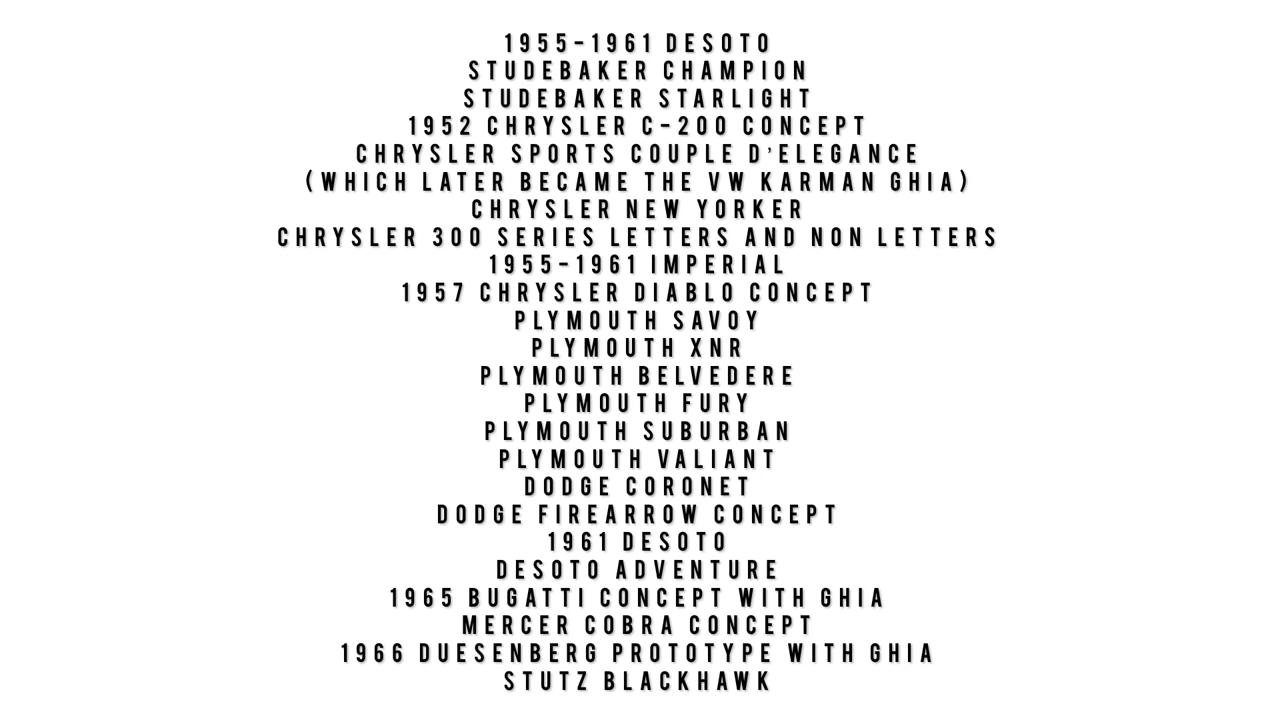 1955-1961 DESOTO
STUDEBAKER CHAMPION
STUDEBAKER STARLIGHT
1952 CHRYSLER C-200 CONCEPT
CHRYSLER SPORTS COUPLE D'ELEGANCE
(WHICH LATER BECAME THE VW KARMAN GHIA)
CHRYSLER NEW YORKER
CHRYSLER 300 SERIES LETTERS AND NON LETTERS
1955-1961 IMPERIAL
1957 CHRYSLER DIABLO CONCEPT
PLYMOUTH SAVOY
PLYMOUTH XNR
PLYMOUTH BELVEDERE
PLYMOUTH FURY
PLYMOUTH SUBURBAN
PLYMOUTH VALIANT
DODGE CORONET
DODGE FIREARROW CONCEPT
1961 DESOTO
DESOTO ADVENTURE
1965 BUGATTI CONCEPT WITH GHIA
MERCER COBRA CONCEPT
1966 DUESENBERG PROTOTYPE WITH GHIA
STUTZ BLACKHAWK